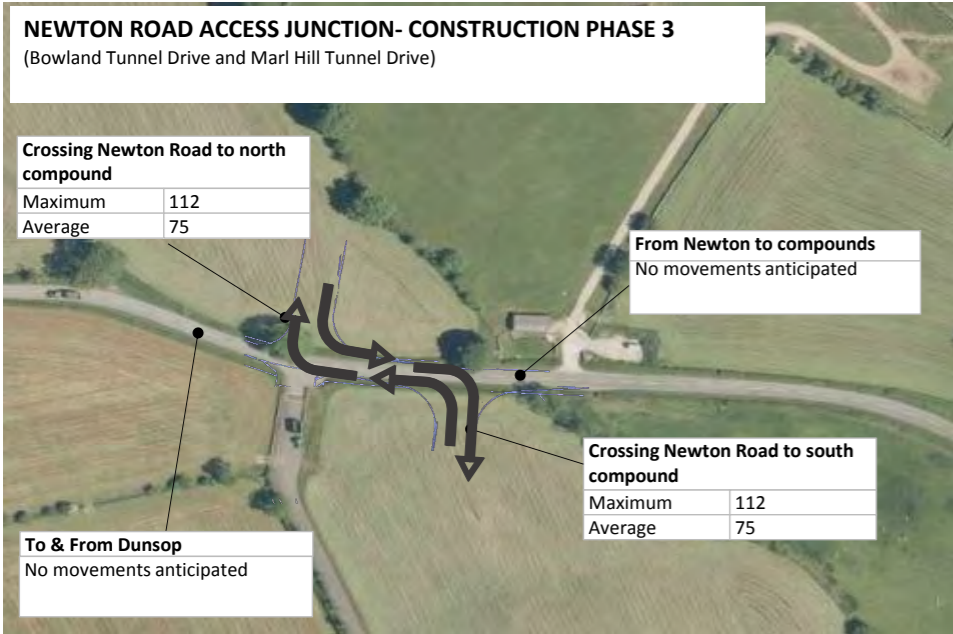 NEWTON ROAD ACCESS JUNCTION- CONSTRUCTION PHASE 3
(Bowland Tunnel Drive and Marl Hill Tunnel Drive)
Crossing Newton Road to north
compound
Maximum 112
Average 75
From Newton to compounds
No movements anticipated
Crossing Newton Road to south
compound
Maximum 112
Average 75
To & From Dunsop
No movements anticipated